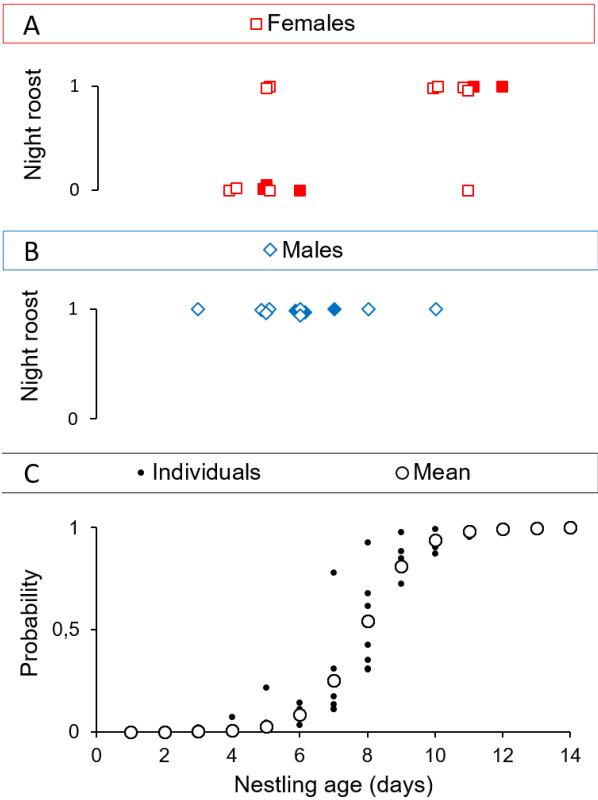 A
Females
Night roost
1
0
B
Males
Night roost
1
0
C
Individuals
Mean
Probability
1
0,5
0
0 2 4 6 8 10 12 14
Nestling age (days)